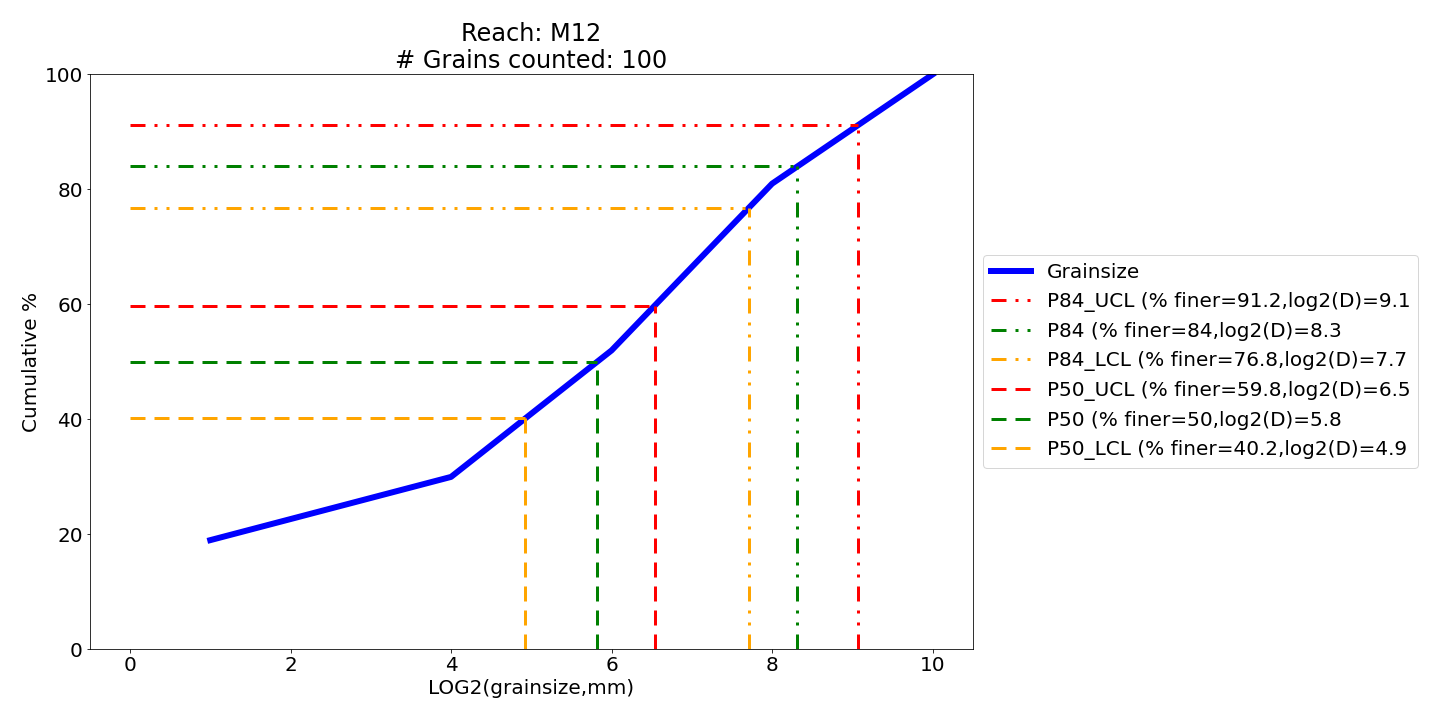 Reach: M12
# Grains counted: 100
100
80
60
40
20
0
Cumulative %
0 2 4 6 8 10
LOG2(grainsize,mm)
Grainsize
P84_UCL (% finer=91.2,log2(D)=9.1
P84 (% finer=84,log2(D)=8.3
P84_LCL (% finer=76.8,log2(D)=7.7
P50_UCL (% finer=59.8,log2(D)=6.5
P50 (% finer=50,log2(D)=5.8
P50_LCL (% finer=40.2,log2(D)=4.9